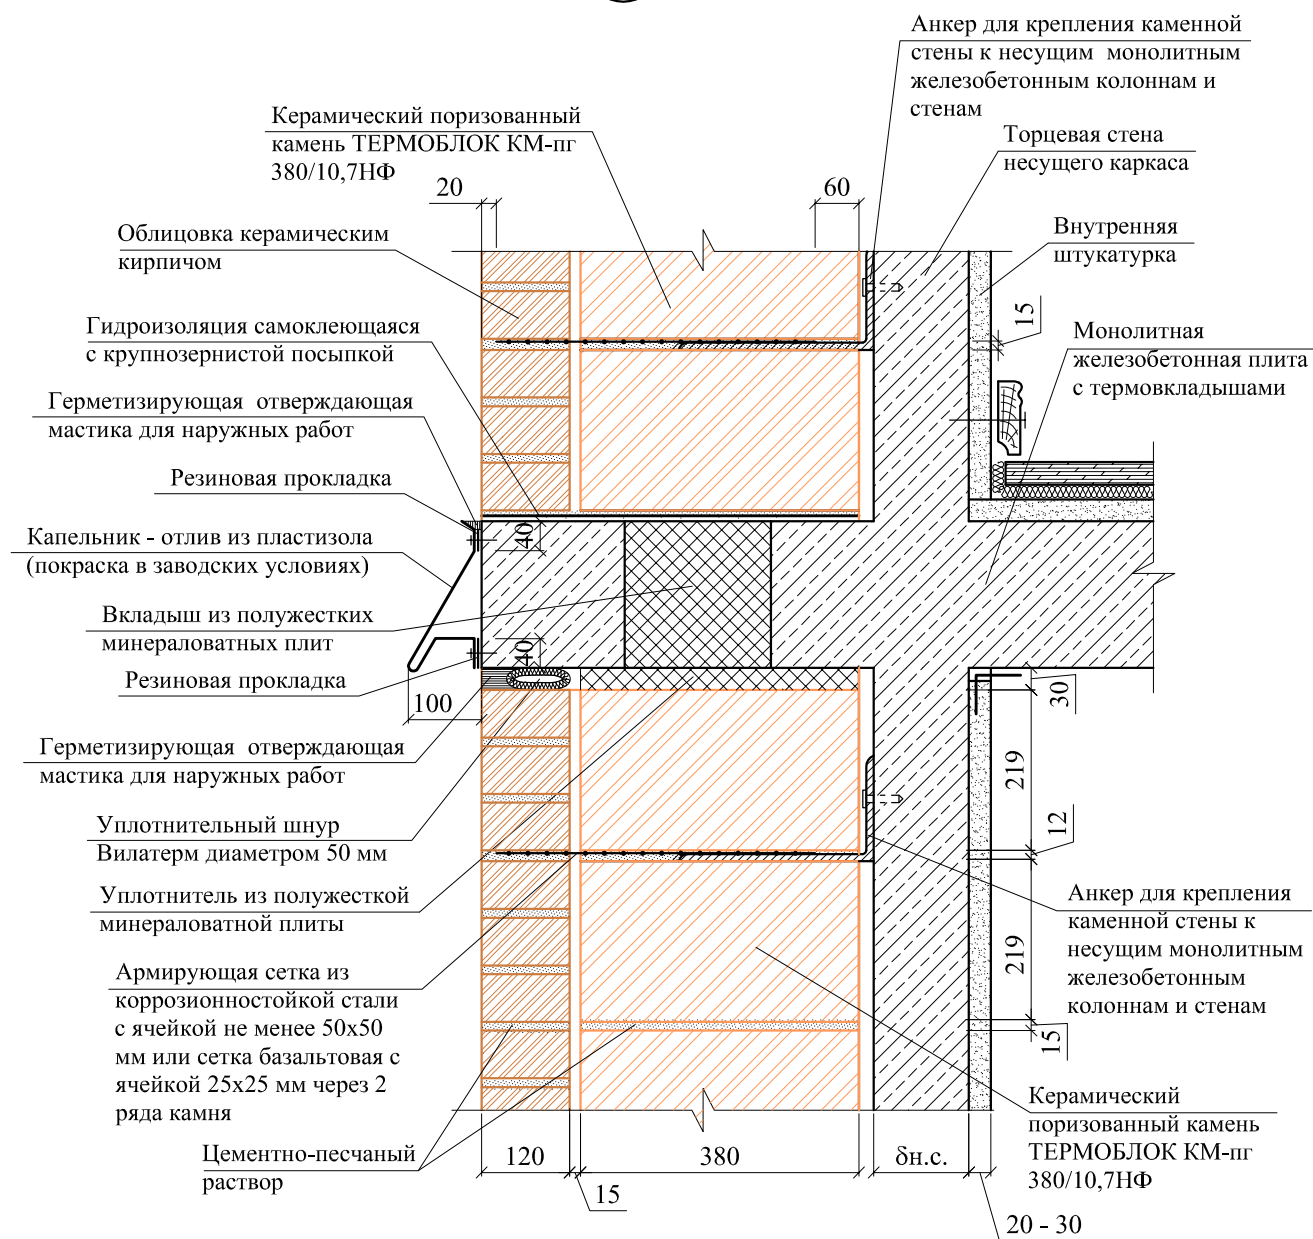 Анкер для крепления каменной
стены к несущим монолитным
железобетонным колоннам и
стенам
Керамический поризованный
камень ТЕРМОБЛОК КМ-пг
380/10,7НФ
Торцевая стена
несущего каркаса
20
60
Облицовка керамическим
кирпичом
Внутренняя
штукатурка
Гидроизоляция самоклеющаяся
с крупнозернистой посыпкой
15
Монолитная
железобетонная плита
с термовкладышами
Герметизирующая отверждающая
мастика для наружных работ
Резиновая прокладка
Капельник - отлив из пластизола
(покраска в заводских условиях)
40
Вкладыш из полужестких
минераловатных плит
40
Резиновая прокладка
100
30
Герметизирующая отверждающая
мастика для наружных работ
219
Уплотнительный шнур
Вилатерм диаметром 50 мм
12
Уплотнитель из полужесткой
минераловатной плиты
Анкер для крепления
каменной стены к
несущим монолитным
железобетонным
колоннам и стенам
219
Армирующая сетка из
коррозионностойкой стали
с ячейкой не менее 50х50
мм или сетка базальтовая с
ячейкой 25х25 мм через 2
ряда камня
15
Керамический
поризованный камень
ТЕРМОБЛОК КМ-пг
380/10,7НФ
Цементно-песчаный
раствор
120
380
δн.с.
15
20 - 30